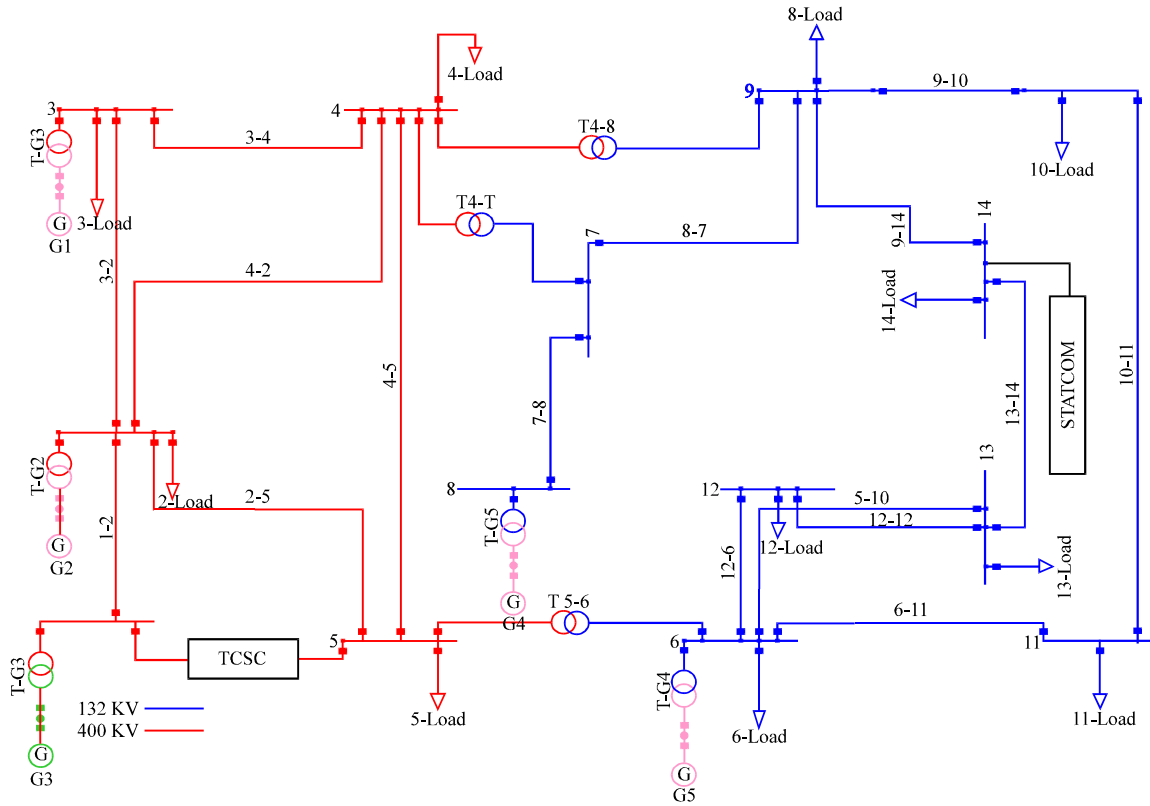 8-Load
4-Load
9
9-10
3
4
T4-8
T-G3
3-4
10-Load
G
G1
3-Load
T4-T
7
8-7
9-14
14
3-2
4-2
14-Load
STATCOM
4-5
7-8
13-14
10-11
T-G2
2-Load
2-5
8
12
13
5-10
12-12
T-G5
12-Load
G
G2
1-2
12-6
13-Load
G
G4
T 5-6
6-11
5
6
11
TCSC
T-G3
T-G4
132 KV
400 KV
5-Load
6-Load
11-Load
G
G3
G
G5